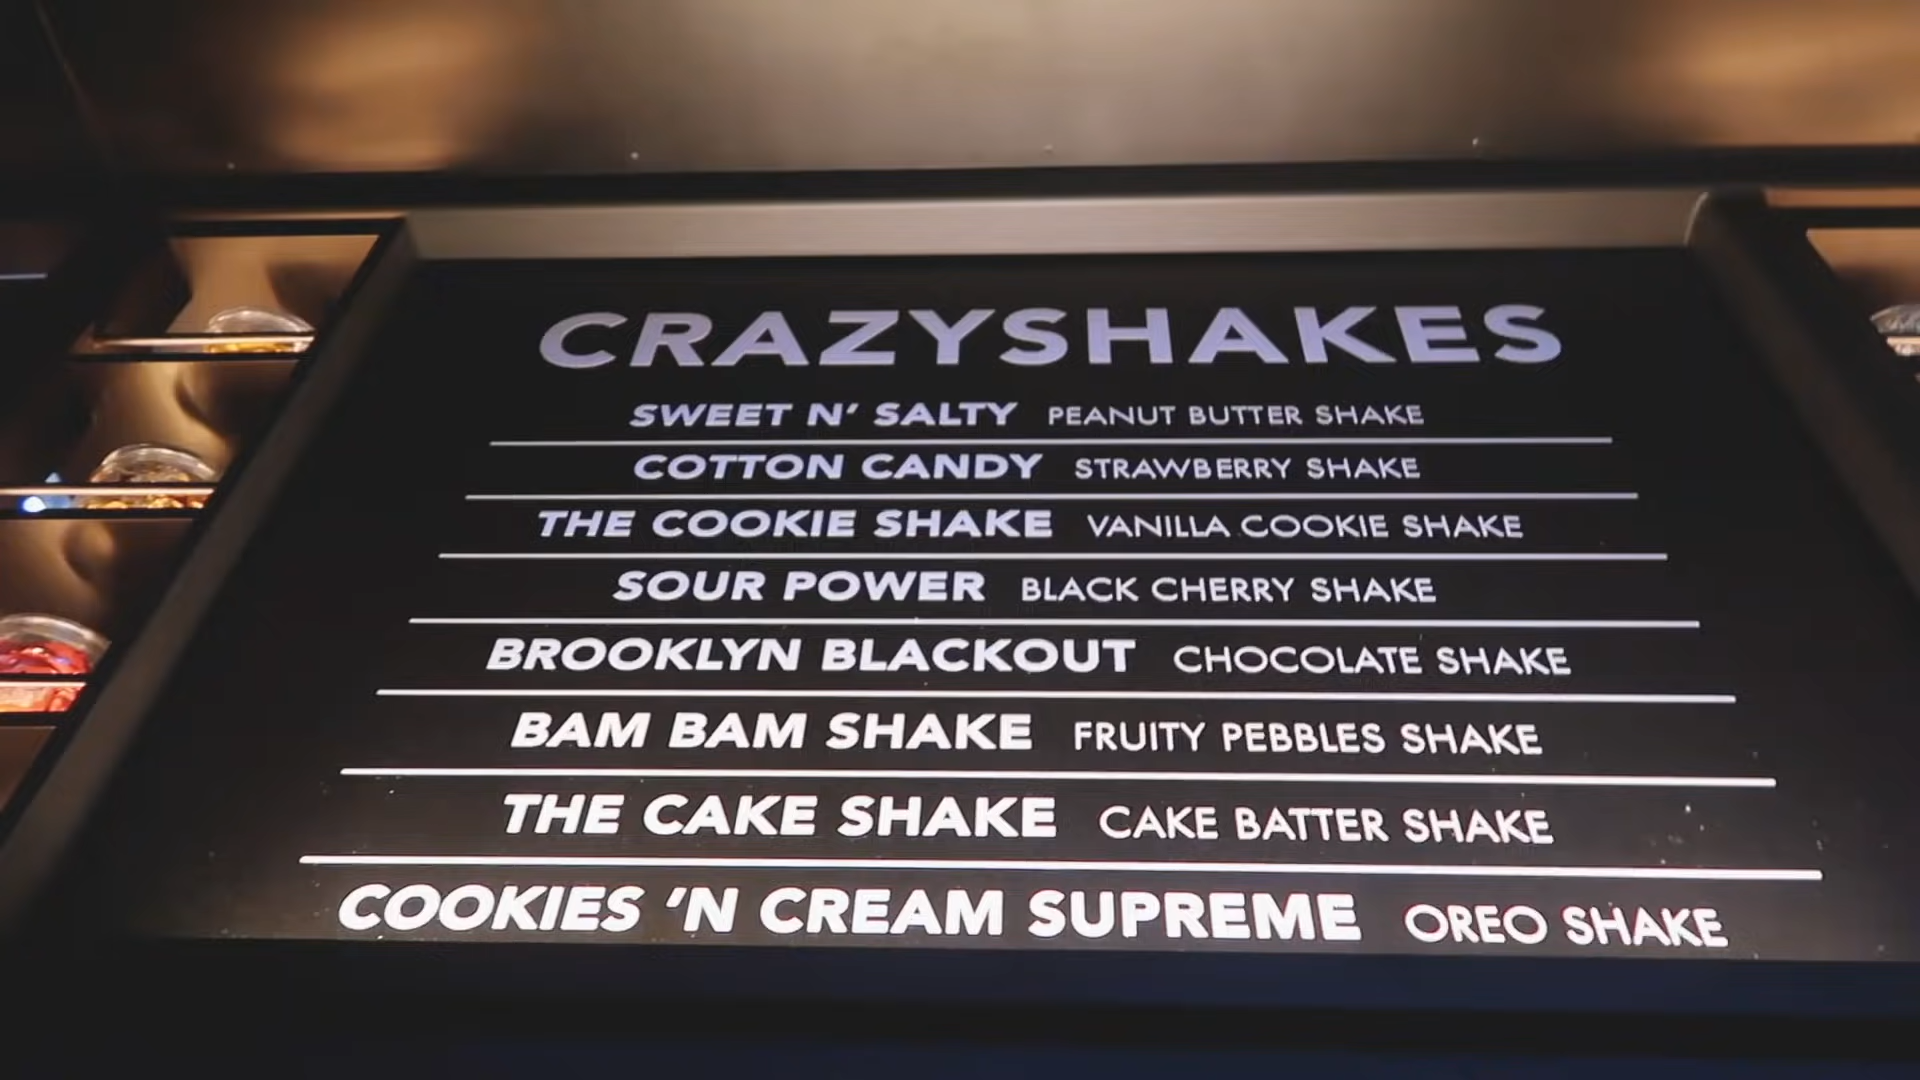 CRAZYSHAKES
SWEET N' SALTY PEANUT BUTTER SHAKE
COTTON CANDY STRAWBERRY SHAKE
THE COOKIE SHAKE VANILLA COOKIE SHAKE
SOUR POWER BLACK CHERRY SHAKE
BROOKLYN BLACKOUT CHOCOLATE SHAKE
BAM BAM SHAKE FRUITY PEBBLES SHAKE
THE CAKE SHAKE CAKE BATTER SHAKE
COOKIES 'N CREAM SUPREME OREO SHAKE